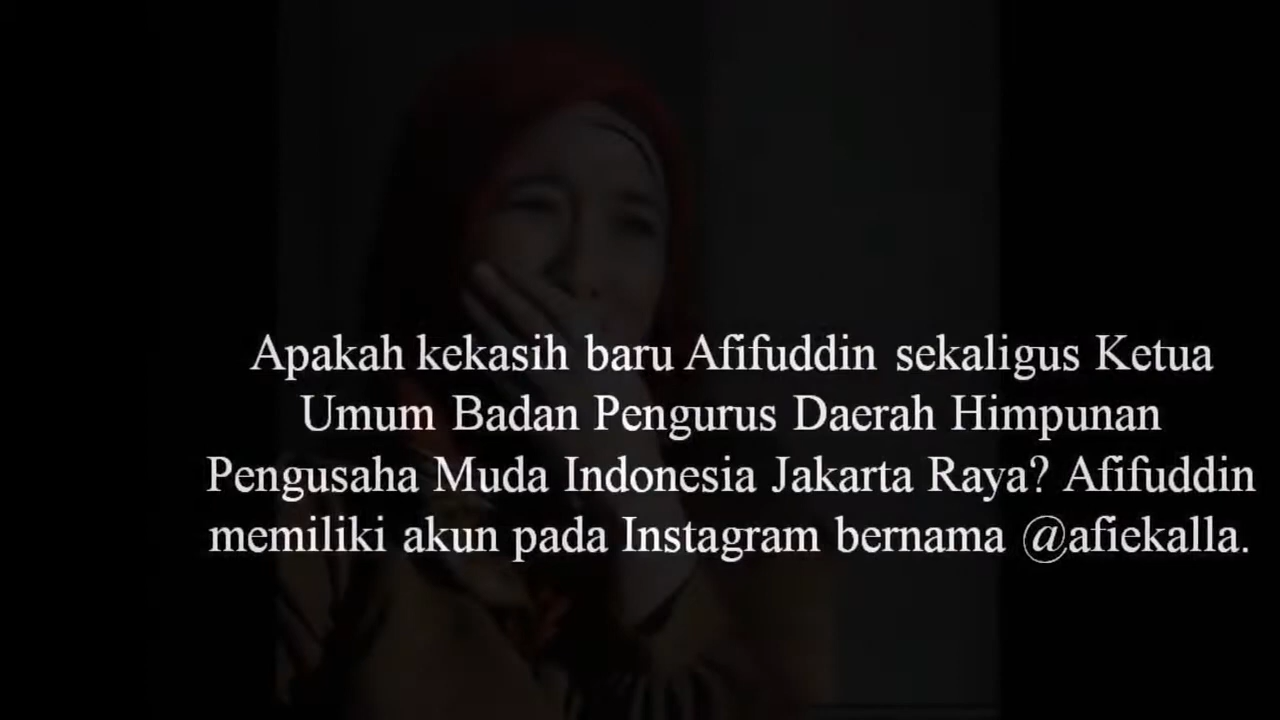 Apakah kekasih baru Afifuddin sekaligus Ketua
Umum Badan Pengurus Daerah Himpunan
Pengusaha Muda Indonesia Jakarta Raya? Afifuddin
memiliki akun pada Instagram bernama @afiekalla.